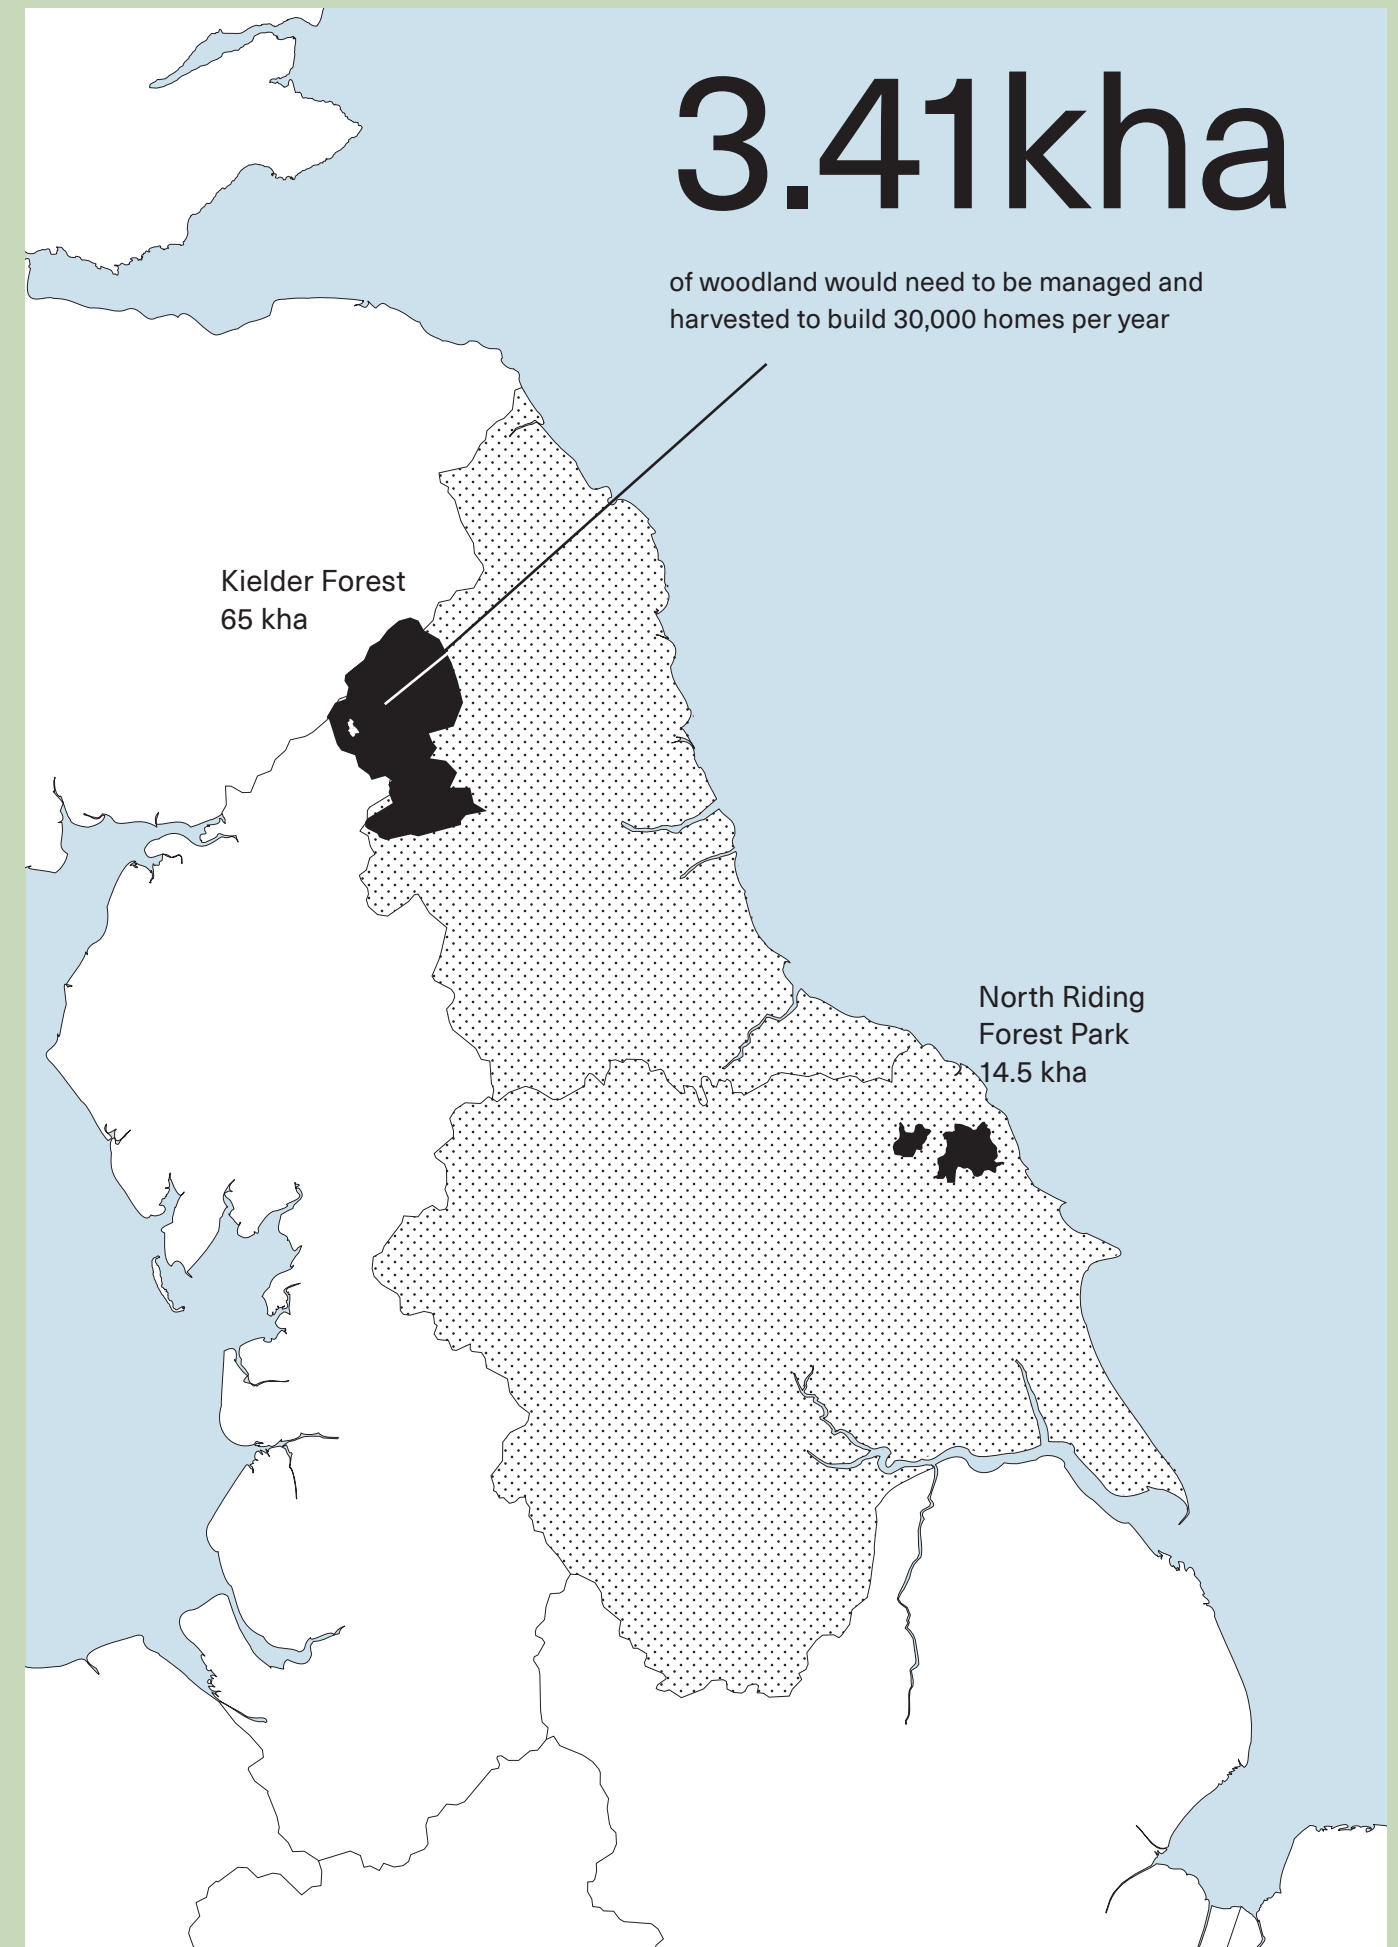 3.41kha
of woodland would need to be managed and
harvested to build 30,000 homes per year
Kielder Forest
65 kha
North Riding
Forest Park
14.5 kha